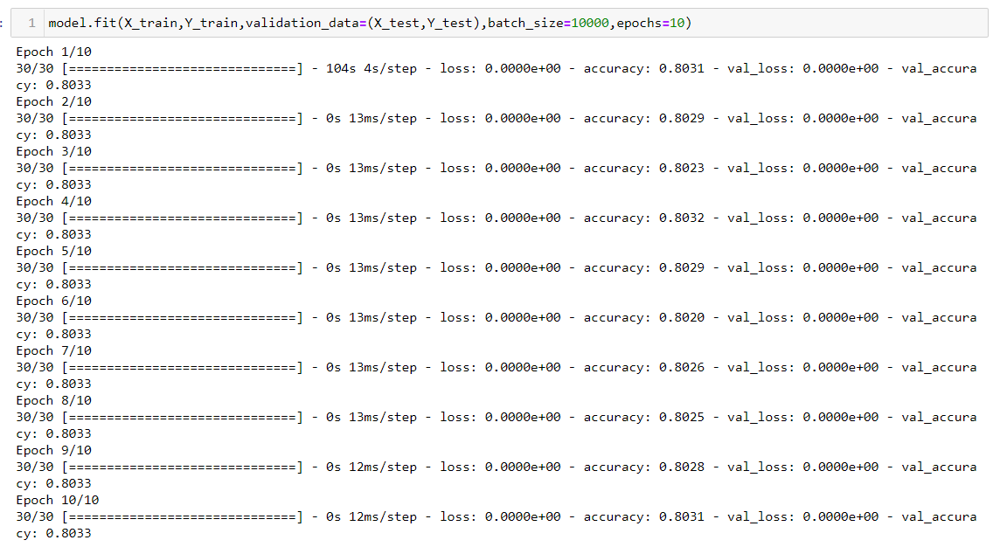 : 1 model.fit(X_train,Y_train,validation_data=(X_test,Y_test),batch_size=10000,epochs=10)
Epoch 1/10
30/30 [==============================] - 104s 4s/step - loss: 0.0000e+00 - accuracy: 0.8031 - val_loss: 0.0000e+00 - val_accura
cy: 0.8033
Epoch 2/10
30/30 [==============================] - 0s 13ms/step - loss: 0.0000e+00 - accuracy: 0.8029 - val_loss: 0.0000e+00 - val_accura
cy: 0.8033
Epoch 3/10
30/30 [==============================] - 0s 13ms/step - loss: 0.0000e+00 - accuracy: 0.8023 - val_loss: 0.0000e+00 - val_accura
cy: 0.8033
Epoch 4/10
30/30 [==============================] - 0s 13ms/step - loss: 0.0000e+00 - accuracy: 0.8032 - val_loss: 0.0000e+00 - val_accura
cy: 0.8033
Epoch 5/10
30/30 [==============================] - 0s 13ms/step - loss: 0.0000e+00 - accuracy: 0.8029 - val_loss: 0.0000e+00 - val_accura
cy: 0.8033
Epoch 6/10
30/30 [==============================] - 0s 13ms/step - loss: 0.0000e+00 - accuracy: 0.8020 - val_loss: 0.0000e+00 - val_accura
cy: 0.8033
Epoch 7/10
30/30 [==============================] - 0s 13ms/step - loss: 0.0000e+00 - accuracy: 0.8026 - val_loss: 0.0000e+00 - val_accura
cy: 0.8033
Epoch 8/10
30/30 [==============================] - 0s 13ms/step - loss: 0.0000e+00 - accuracy: 0.8025 - val_loss: 0.0000e+00 - val_accura
cy: 0.8033
Epoch 9/10
30/30 [==============================] - 0s 12ms/step - loss: 0.0000e+00 - accuracy: 0.8028 - val_loss: 0.0000e+00 - val_accura
cy: 0.8033
Epoch 10/10
30/30 [==============================] - 0s 12ms/step - loss: 0.0000e+00 - accuracy: 0.8031 - val_loss: 0.0000e+00 - val_accura
cy: 0.8033